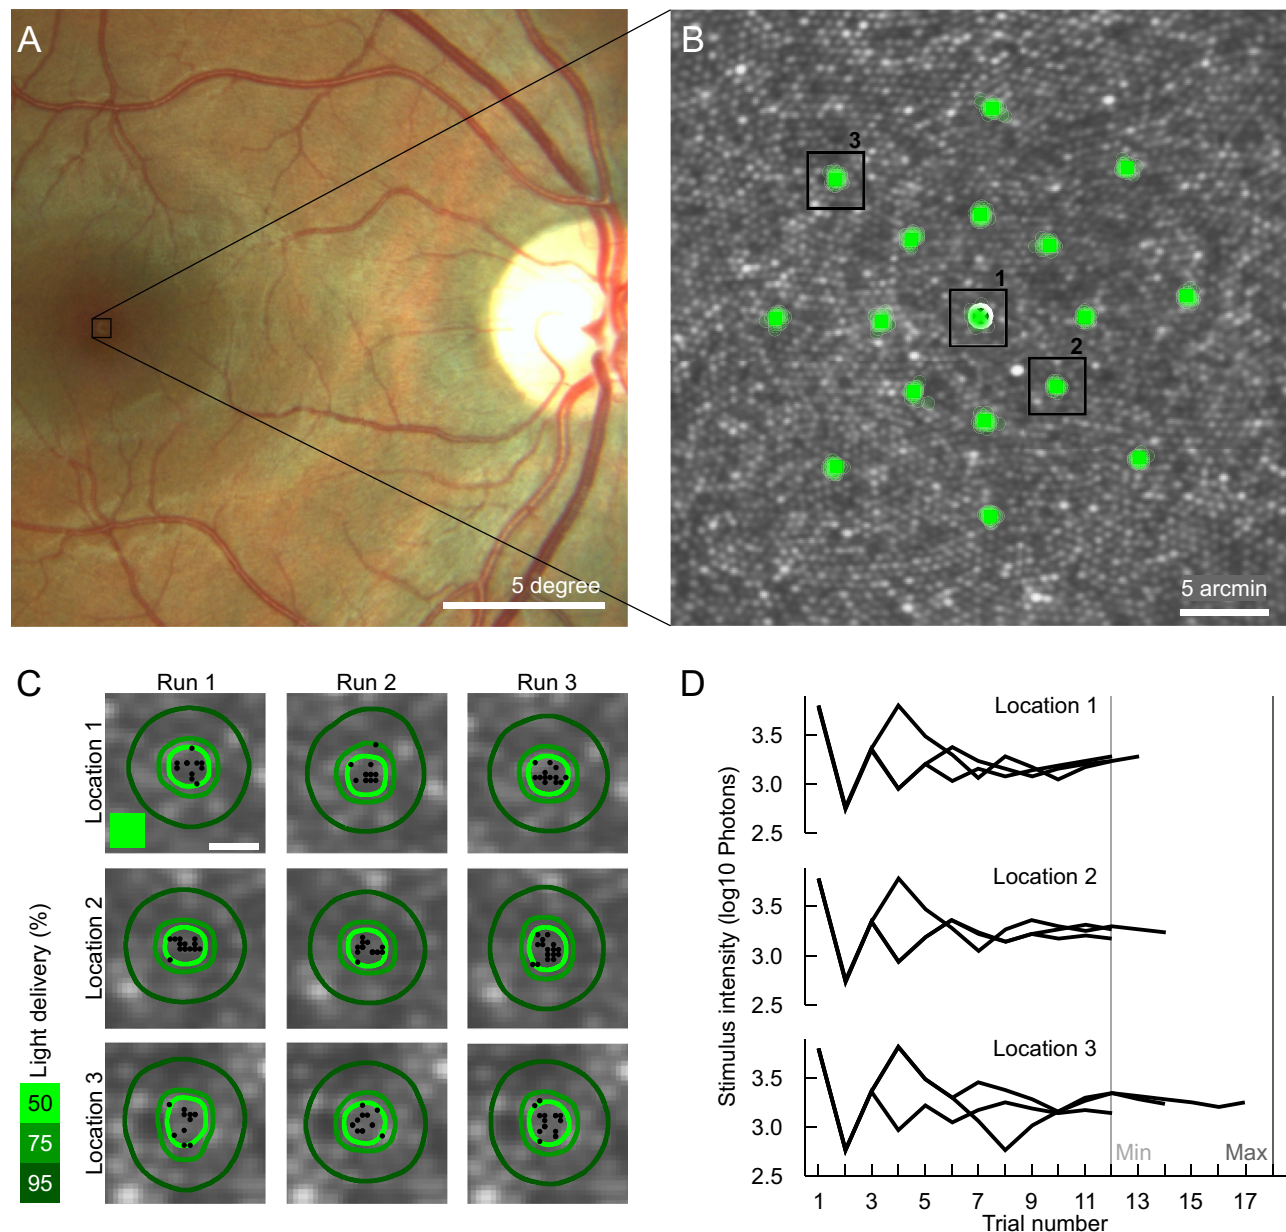 A
5 degree
B
3
1
2
5 arcmin
C
Run 1
Run 2
Run 3
Location 1
Location 2
Location 3
Light delivery (%)
50
75
95
D
Stimulus intensity (log10 Photons)
Location 1
3.5
3.0
2.5
Location 2
3.5
3.0
2.5
Location 3
3.5
3.0
2.5
Min
Max
1 3 5 7 9 11 13 15 17
Trial number